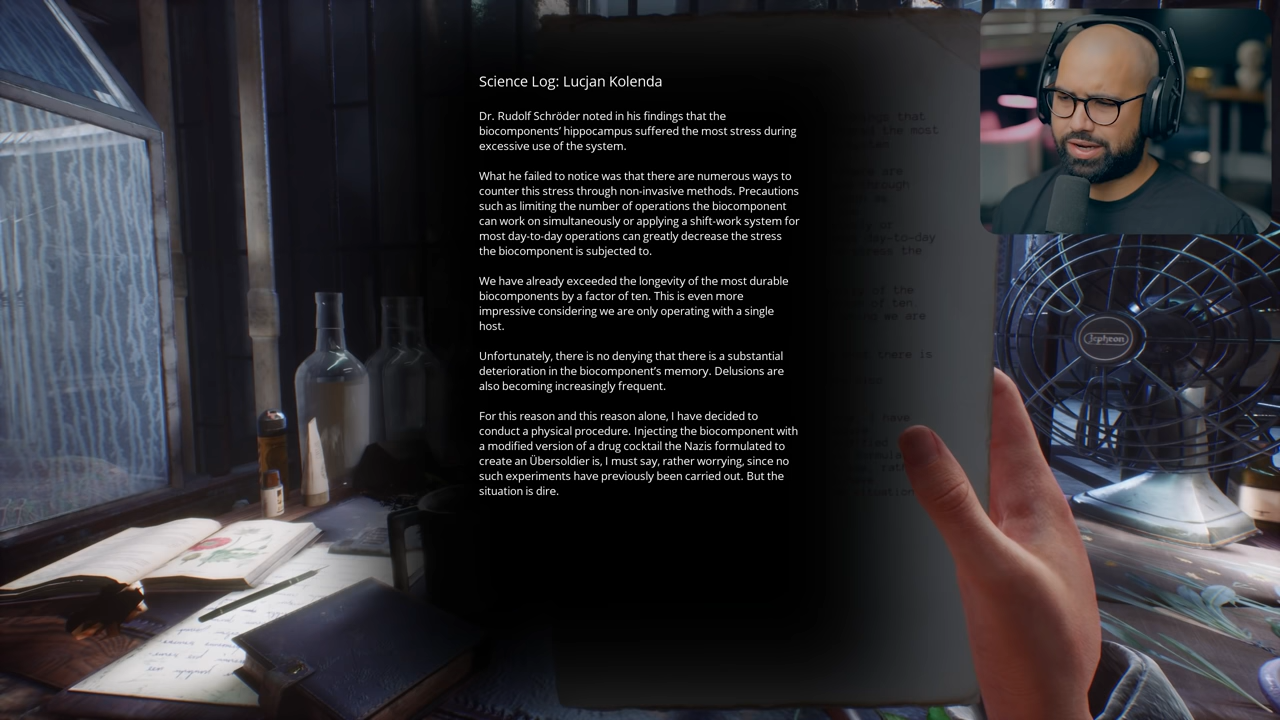 Science Log: Lucjan Kolenda
Dr. Rudolf Schröder noted in his findings that the
biocomponents' hippocampus suffered the most stress during
excessive use of the system.
What he failed to notice was that there are numerous ways to
counter this stress through non-invasive methods. Precautions
such as limiting the number of operations the biocomponent
can work on simultaneously or applying a shift-work system for
most day-to-day operations can greatly decrease the stress
the biocomponent is subjected to.
We have already exceeded the longevity of the most durable
biocomponents by a factor of ten. This is even more
impressive considering we are only operating with a single
host.
Unfortunately, there is no denying that there is a substantial
deterioration in the biocomponent's memory. Delusions are
also becoming increasingly frequent.
For this reason and this reason alone, I have decided to
conduct a physical procedure. Injecting the biocomponent with
a modified version of a drug cocktail the Nazis formulated to
create an Übersoldier is, I must say, rather worrying, since no
such experiments have previously been carried out. But the
situation is dire.